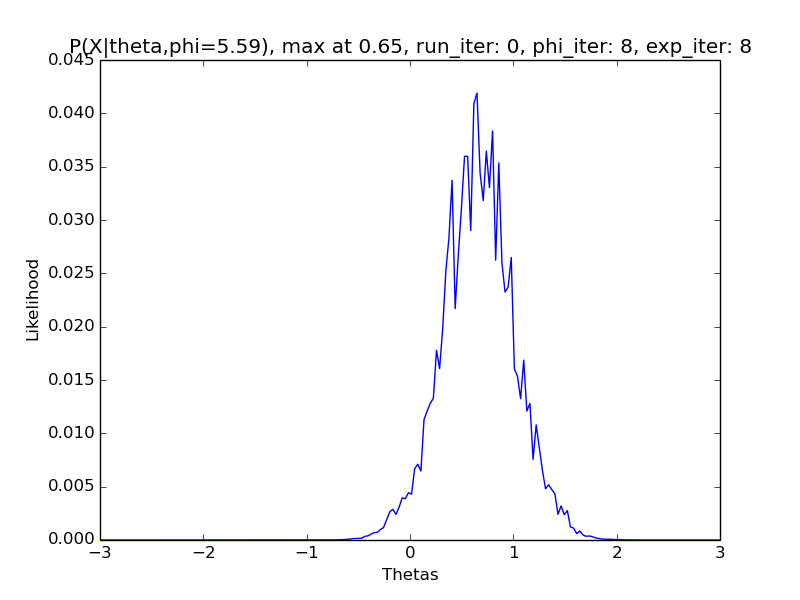 P(X|theta,phi=5.59), max at 0.65, run_iter: 0, phi_iter: 8, exp_iter: 8
0.045
0.040
0.035
0.030
0.025
0.020
0.015
0.010
0.005
0.000
Likelihood
−3 −2 −1 0 1 2 3
Thetas